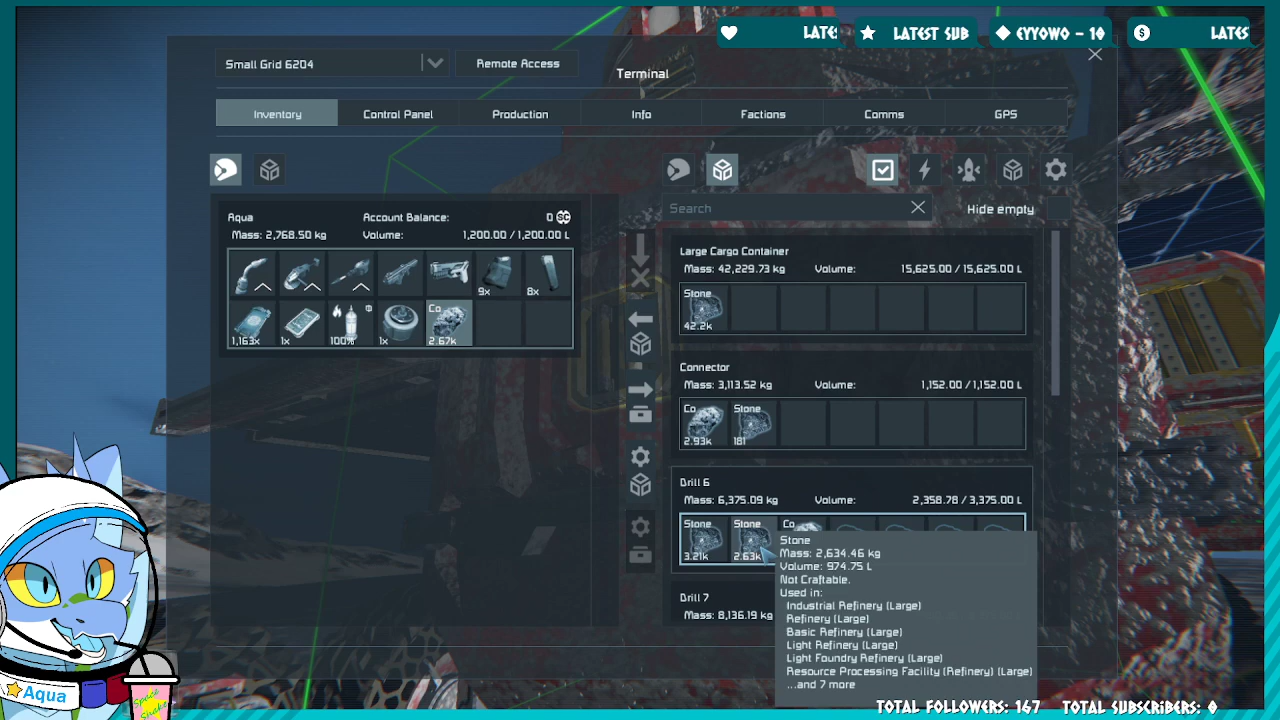 LATE
LATEST SUB
EYYOWO - 10
LATES
Small Grid 6204
Remote Access
Terminal
Inventory
Control Panel
Production
Info
Factions
Comms
GPS
Search
Hide empty
Aqua
Account Balance:
0 SC
Mass: 2,768.50 kg
Volume:
1,200.00 / 1,200.00 L
9x
8x
1,163x
1x
100%
1x
Co
2.67k
Large Cargo Container
Mass: 42,229.73 kg
Volume:
15,625.00 / 15,625.00 L
Stone
42.2k
Connector
Mass: 3,113.52 kg
Volume:
1,152.00 / 1,152.00 L
Co
2.93k
Stone
181
Drill 6
Mass: 6,375.09 kg
Volume:
2,358.78 / 3,375.00 L
Stone
3.21k
Stone
2.63k
Co
Drill 7
Mass: 8,136.19 kg
Stone
Mass: 2,634.46 kg
Volume: 974.75 L
Not Craftable.
Used in:
Industrial Refinery (Large)
Refinery (Large)
Basic Refinery (Large)
Light Refinery (Large)
Light Foundry Refinery (Large)
Resource Processing Facility (Refinery) (Large)
...and 7 more
Aqua
Space
Shake
TOTAL FOLLOWERS: 167
TOTAL SUBSCRIBERS: 0